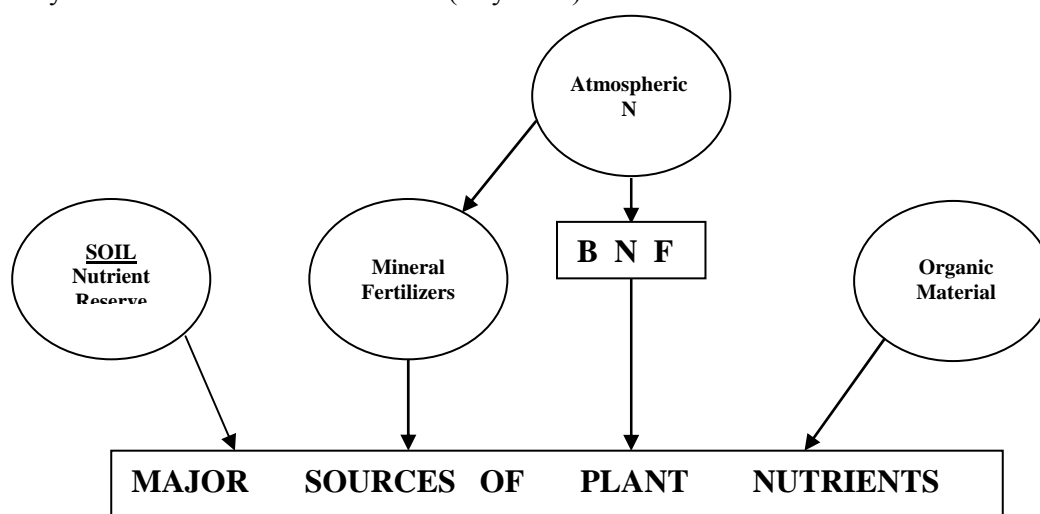 Atmospheric
N
B N F
SOIL
Nutrient
Reserve
Mineral
Fertilizers
Organic
Material
MAJOR SOURCES OF PLANT NUTRIENTS